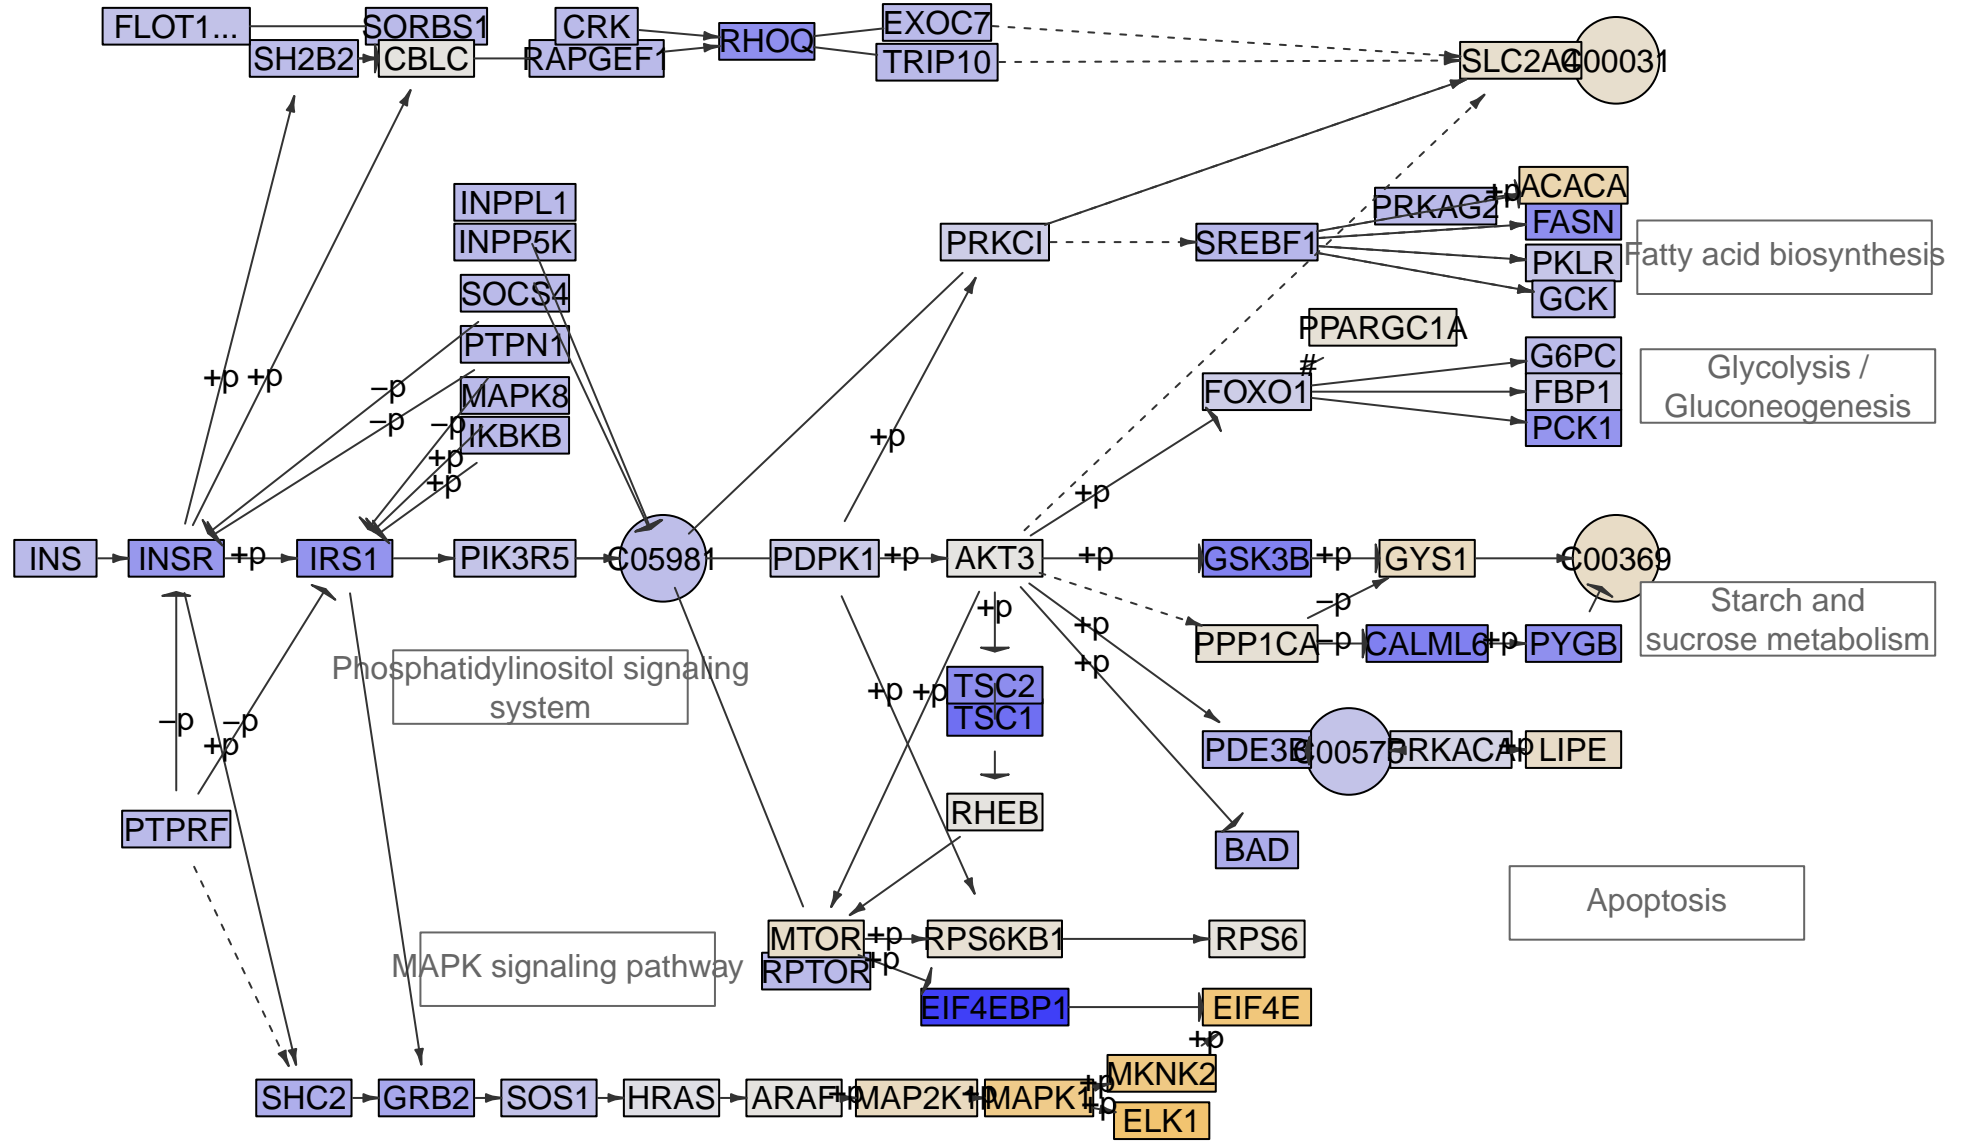 FLOT1...
SORBS1
CRK
EXOC7
RHOQ
SH2B2
CBLC
RAPGEF1
TRIP10
SLC2A4
C00031
INPPL1
INPP5K
SOCS4
PTPN1
MAPK8
IKBKB
PRKCI
SREBF1
PRKAG2
+p
ACACA
FASN
PKLR
GCK
Fatty acid biosynthesis
PPARGC1A
#
FOXO1
G6PC
FBP1
PCK1
Glycolysis /
Gluconeogenesis
+p
+p
−p
−p
−p
+p
+p
+p
+p
INS
INSR
+p
IRS1
PIK3R5
C05981
PDPK1
+p
AKT3
+p
GSK3B
+p
GYS1
C00369
Starch and
sucrose metabolism
−p
PPP1CA
−p
CALML6
+p
PYGB
+p
+p
+p
Phosphatidylinositol signaling
system
−p
−p
+p
+p
+p
TSC2
TSC1
PDE3B
C00575
PRKACA
+p
LIPE
PTPRF
RHEB
BAD
Apoptosis
MTOR
+p
RPS6KB1
RPS6
RPTOR
+p
MAPK signaling pathway
EIF4EBP1
EIF4E
+p
MKNK2
+p
SHC2
GRB2
SOS1
HRAS
ARAF
+p
MAP2K1
+p
MAPK1
+p
ELK1